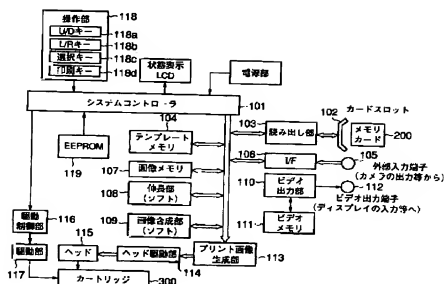 操作部 118
U/Dキー 118a
L/Rキー 118b
選択キー 118c
印刷キー 118d
状態表示
LCD
電源部
システムコントローラ 101
EEPROM
119
104
テンプレートメモリ
107 画像メモリ
108 伸長部
(ソフト)
109 画像合成部
(ソフト)
103 読み出し部
102 カードスロット
メモリ
カード
200
106 I/F
105
外部入力端子
(カメラの出力等から)
110 ビデオ
出力部
112
ビデオ出力端子
(ディスプレイの入力等へ)
111 ビデオ
メモリ
プリント画像
生成部 113
ヘッド駆動部
114
115
ヘッド
116
駆動
制御部
駆動部
117
カートリッジ
300